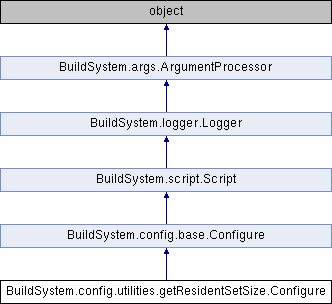 object
BuildSystem.args.ArgumentProcessor
BuildSystem.logger.Logger
BuildSystem.script.Script
BuildSystem.config.base.Configure
BuildSystem.config.utilities.getResidentSetSize.Configure